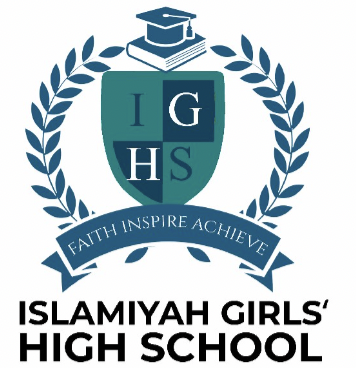 I G
H S
FAITH INSPIRE ACHIEVE
ISLAMIYAH GIRLS‘
HIGH SCHOOL